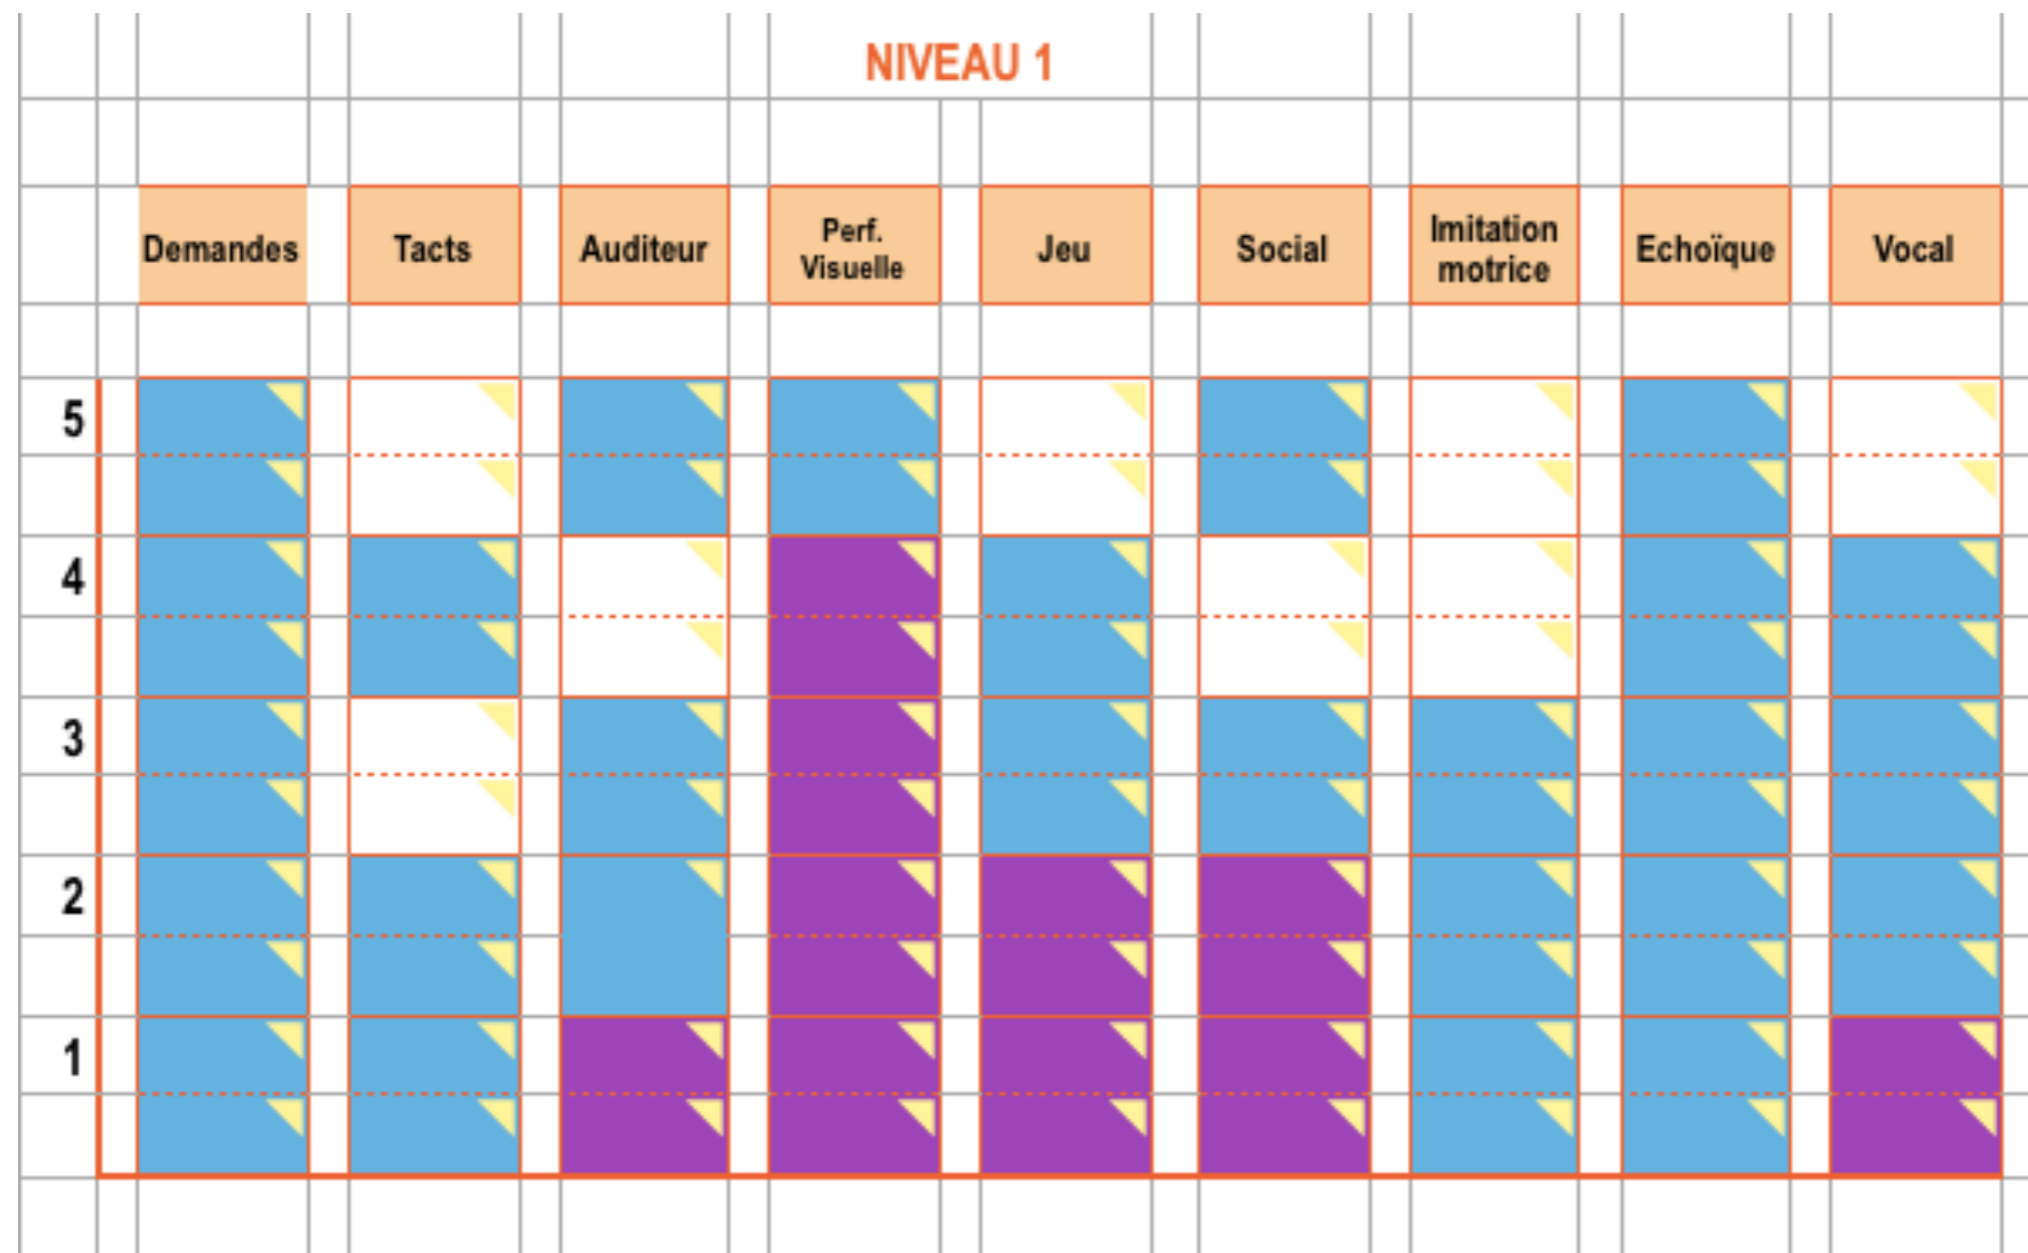 NIVEAU 1
Demandes
Tacts
Auditeur
Perf.
Visuelle
Jeu
Social
Imitation
motrice
Echoïque
Vocal
5
4
3
2
1